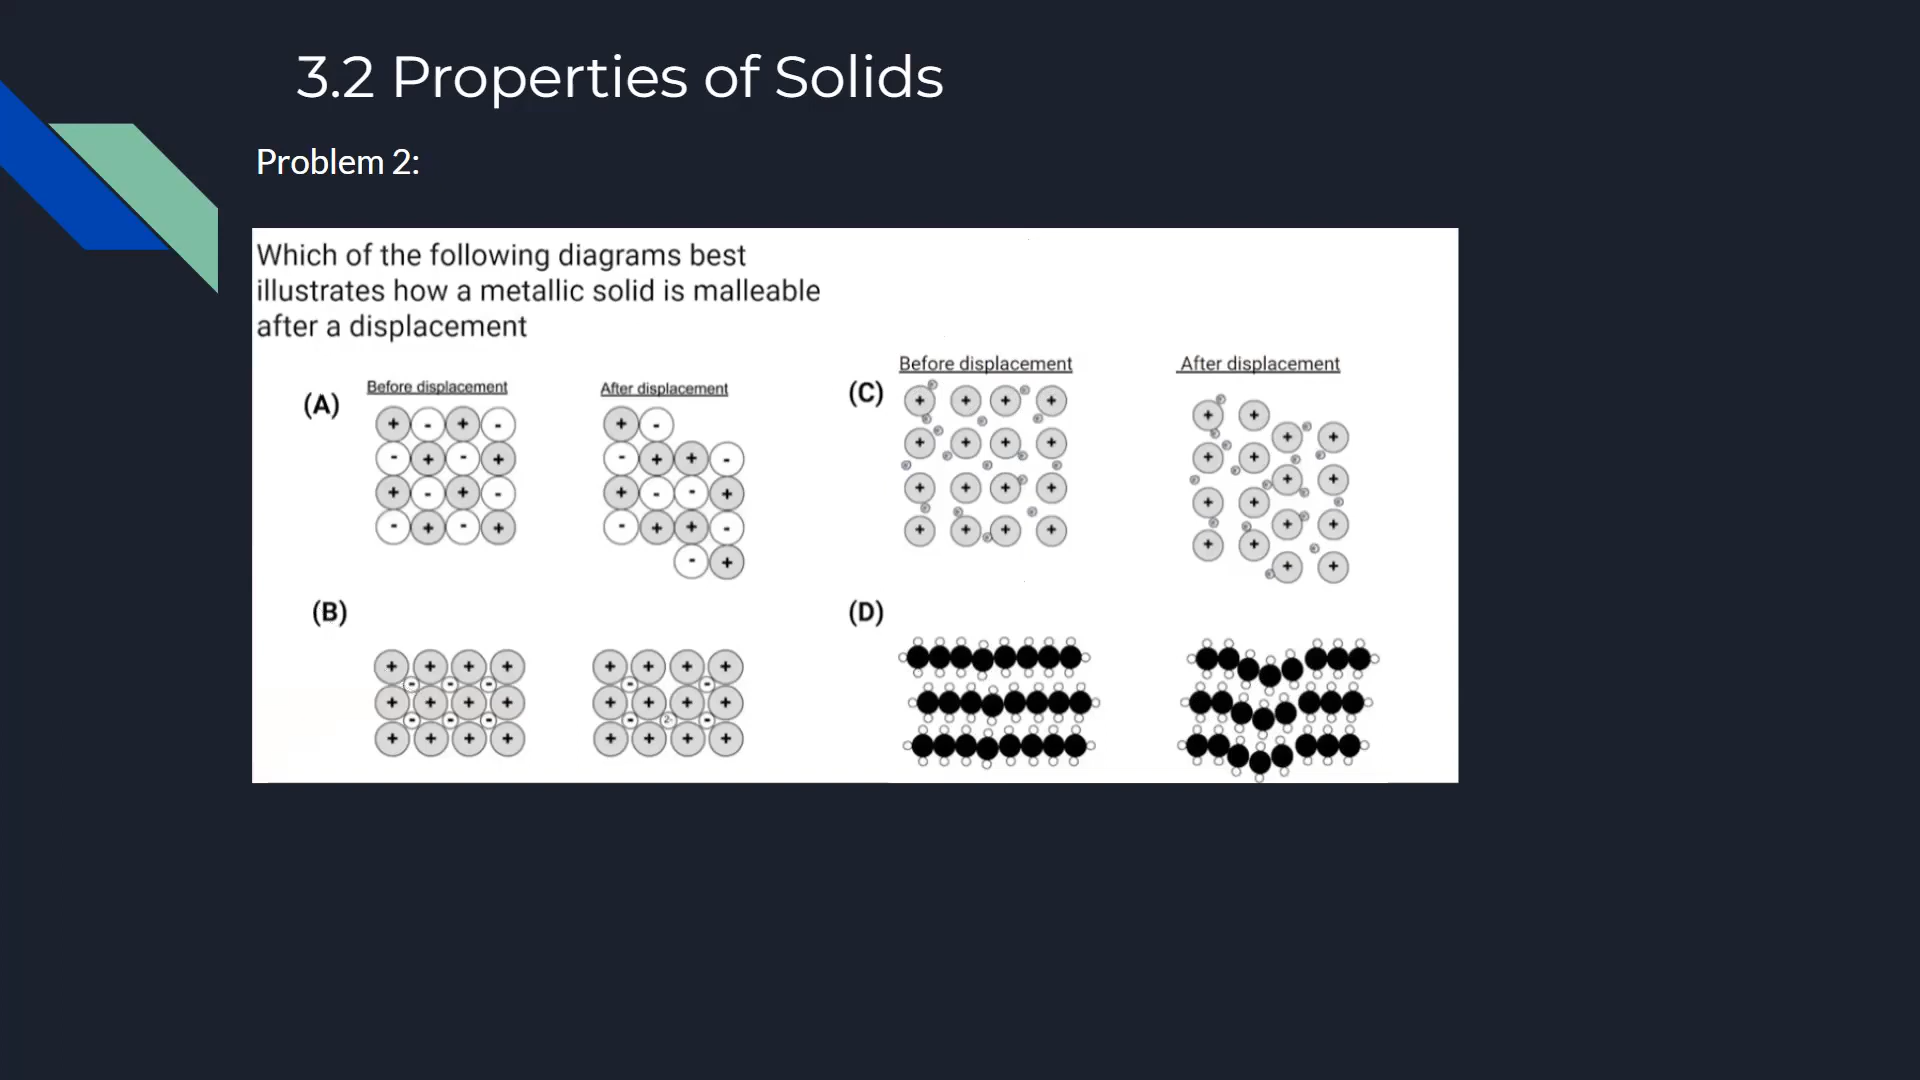 3.2 Properties of Solids
Problem 2:
Which of the following diagrams best
illustrates how a metallic solid is malleable
after a displacement
(A)
Before displacement
After displacement
+ - + -
- + - +
+ - + -
- + - +
+ -
- + + -
+ - - +
- + + -
- +
(B)
+ + + +
- - -
+ + + +
- - -
+ + + +
+ + + +
- -
+ + + +
- 2- -
+ + + +
(C)
Before displacement
After displacement
+ + + +
+ + + +
+ + + +
+ + + +
+ +
+ +
+ +
+ +
+ +
+ +
+ +
+ +
(D)